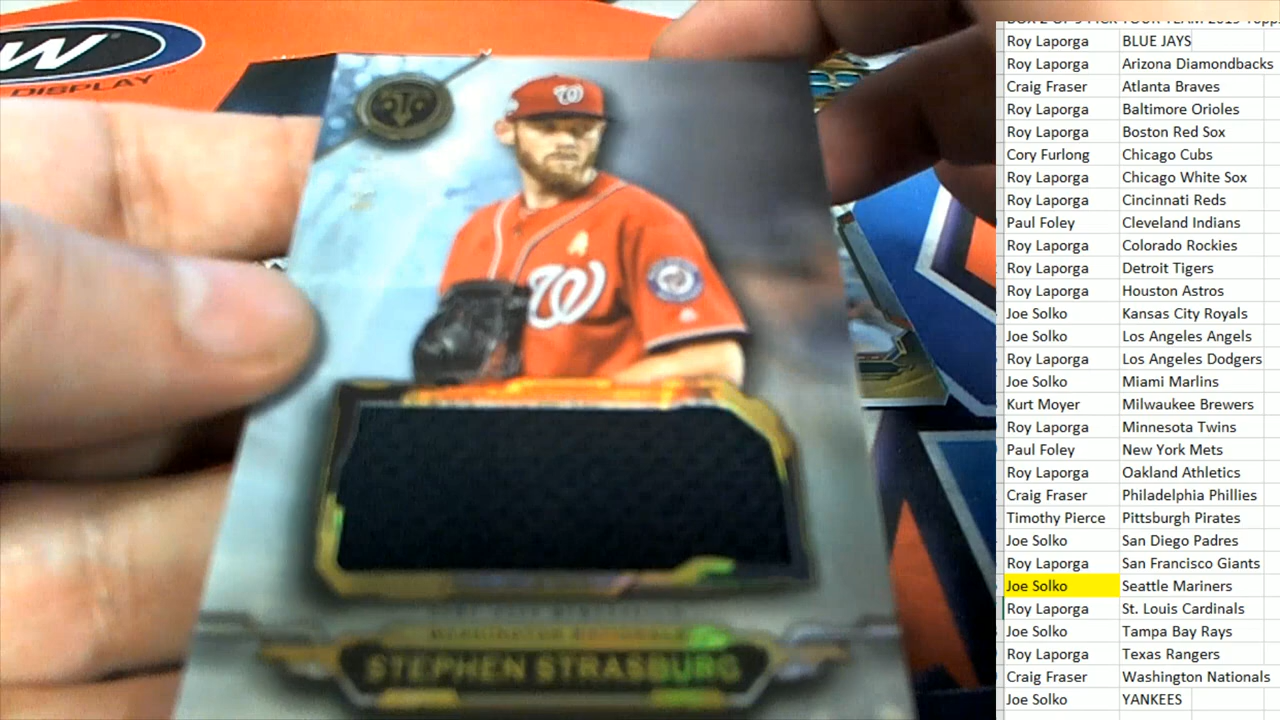 W
DISPLAY
W
W
STEPHEN STRASBURG
Roy Laporga BLUE JAYS
Roy Laporga Arizona Diamondbacks
Craig Fraser Atlanta Braves
Roy Laporga Baltimore Orioles
Roy Laporga Boston Red Sox
Cory Furlong Chicago Cubs
Roy Laporga Chicago White Sox
Roy Laporga Cincinnati Reds
Paul Foley Cleveland Indians
Roy Laporga Colorado Rockies
Roy Laporga Detroit Tigers
Roy Laporga Houston Astros
Joe Solko Kansas City Royals
Joe Solko Los Angeles Angels
Roy Laporga Los Angeles Dodgers
Joe Solko Miami Marlins
Kurt Moyer Milwaukee Brewers
Roy Laporga Minnesota Twins
Paul Foley New York Mets
Roy Laporga Oakland Athletics
Craig Fraser Philadelphia Phillies
Timothy Pierce Pittsburgh Pirates
Joe Solko San Diego Padres
Roy Laporga San Francisco Giants
Joe Solko Seattle Mariners
Roy Laporga St. Louis Cardinals
Joe Solko Tampa Bay Rays
Roy Laporga Texas Rangers
Craig Fraser Washington Nationals
Joe Solko YANKEES